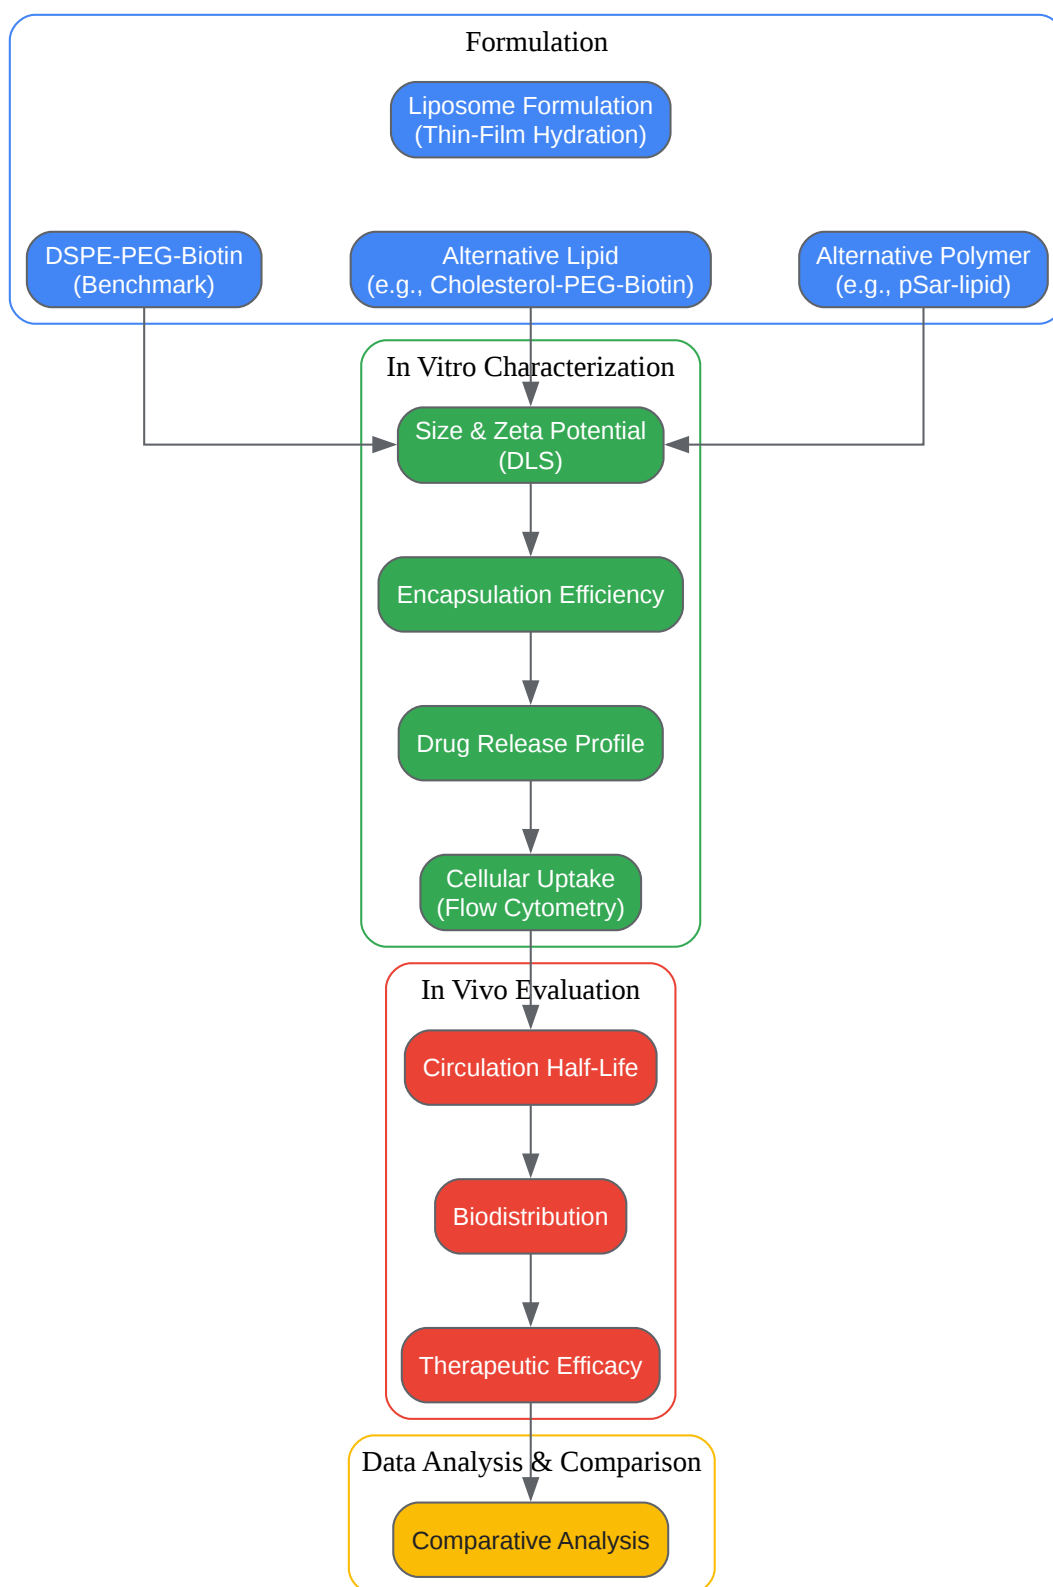 Formulation
Liposome Formulation
(Thin-Film Hydration)
DSPE-PEG-Biotin
(Benchmark)
Alternative Lipid
(e.g., Cholesterol-PEG-Biotin)
Alternative Polymer
(e.g., pSar-lipid)
In Vitro Characterization
Size & Zeta Potential
(DLS)
Encapsulation Efficiency
Drug Release Profile
Cellular Uptake
(Flow Cytometry)
In Vivo Evaluation
Circulation Half-Life
Biodistribution
Therapeutic Efficacy
Data Analysis & Comparison
Comparative Analysis